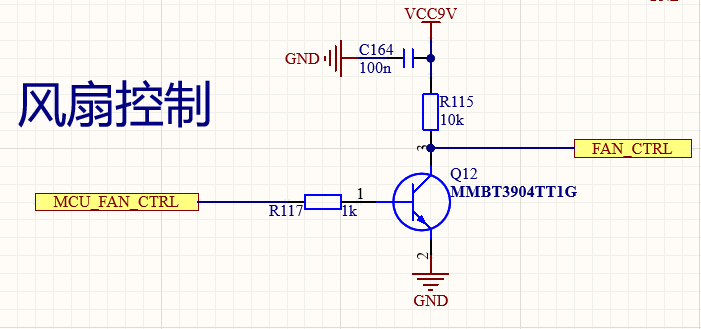 VCC9V
GND
C164
100n
R115
10k
风扇控制
3
FAN_CTRL
Q12
MMBT3904TT1G
MCU_FAN_CTRL
R117
1k
1
2
GND